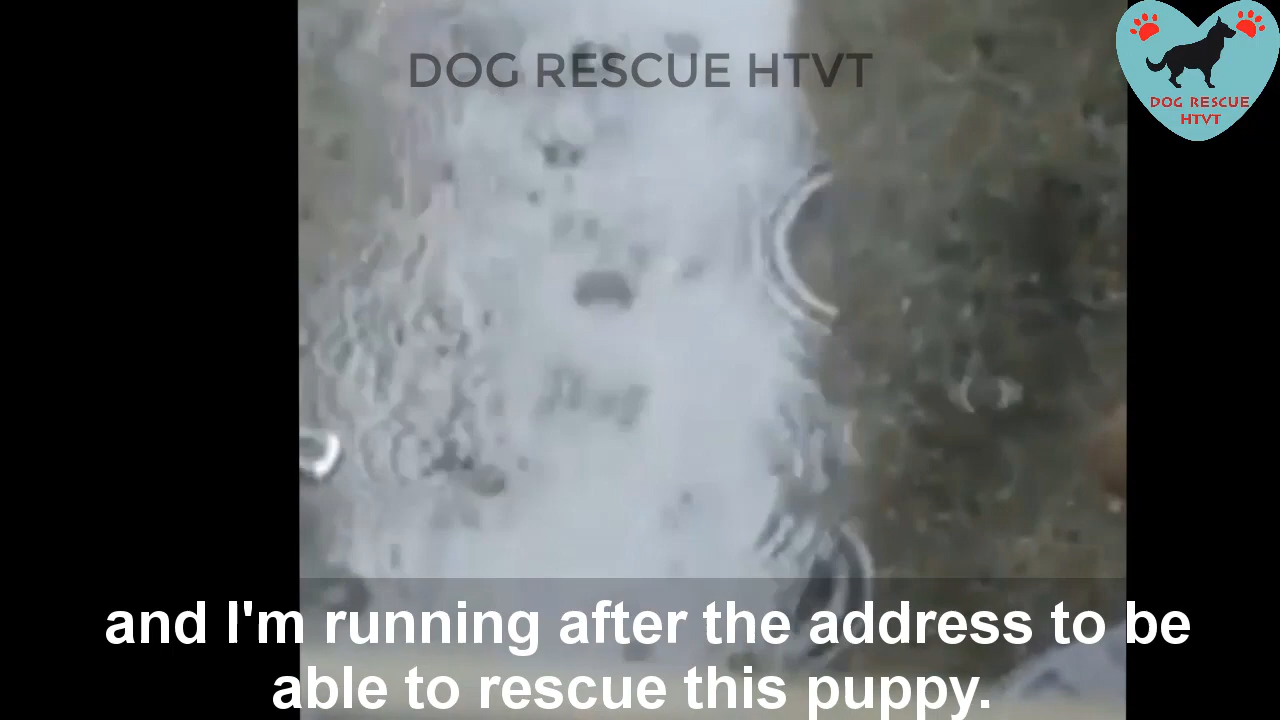 DOG RESCUE HTVT
DOG RESCUE
HTVT
and I'm running after the address to be
able to rescue this puppy.